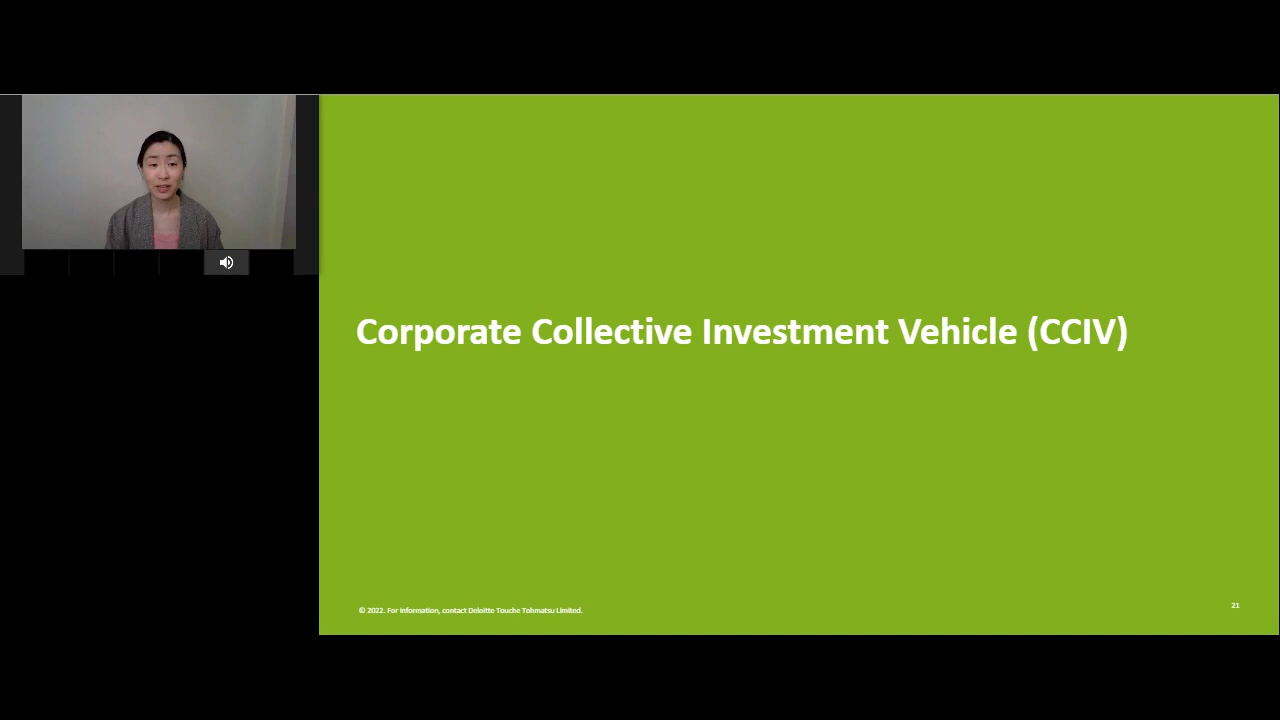 Corporate Collective Investment Vehicle (CCIV)
© 2022. For information, contact Deloitte Touche Tohmatsu Limited.
21